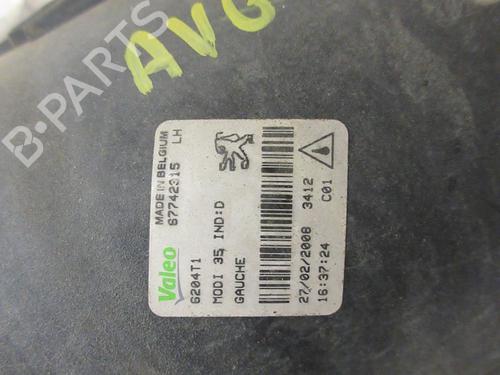 AVG
B-PARTS
MADE IN BELGIUM
67742315 LH
Valeo
6204T1
MODI 35, IND:D
GAUCHE
27/02/2008 3412
16:37:24 C01